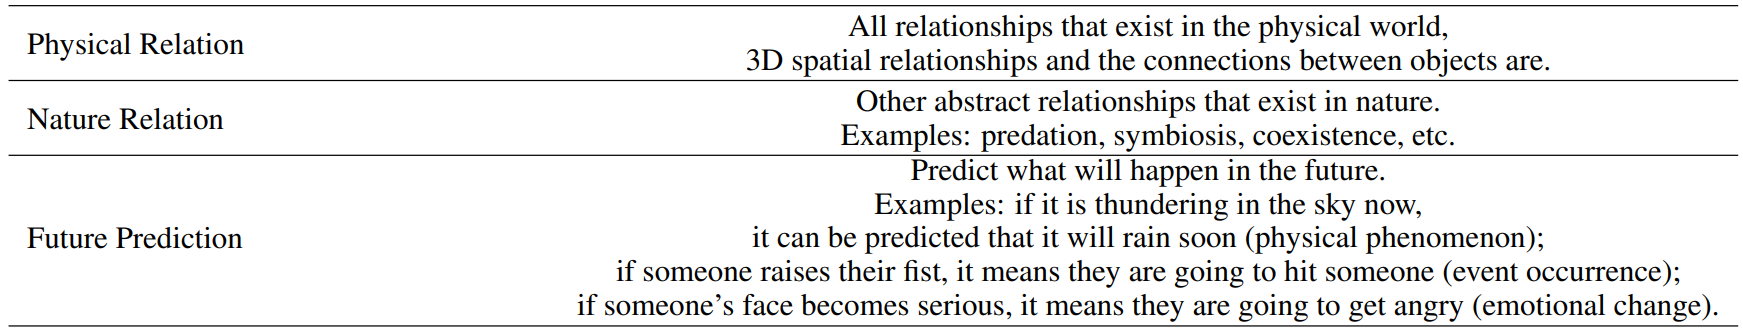 Physical Relation
All relationships that exist in the physical world,
3D spatial relationships and the connections between objects are.
Nature Relation
Other abstract relationships that exist in nature.
Examples: predation, symbiosis, coexistence, etc.
Future Prediction
Predict what will happen in the future.
Examples: if it is thundering in the sky now,
it can be predicted that it will rain soon (physical phenomenon);
if someone raises their fist, it means they are going to hit someone (event occurrence);
if someone’s face becomes serious, it means they are going to get angry (emotional change).